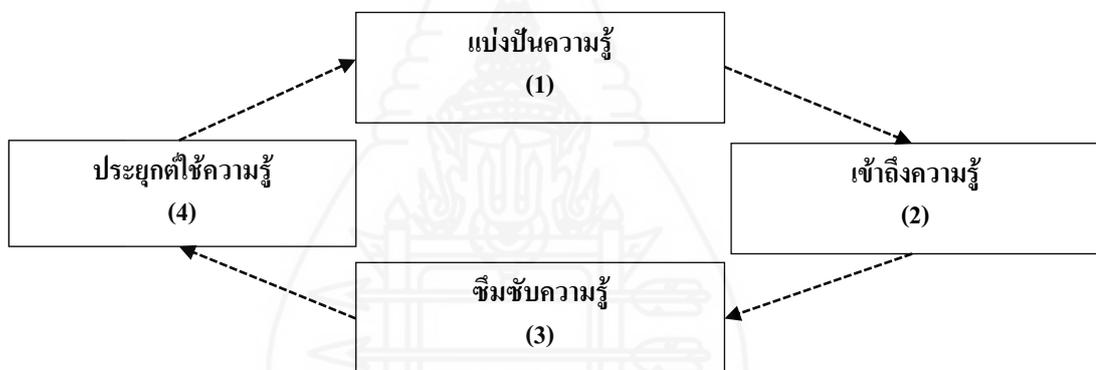 แบ่งปันความรู้
(1)
ประยุกต์ใช้ความรู้
(4)
เข้าถึงความรู้
(2)
ซึมซับความรู้
(3)